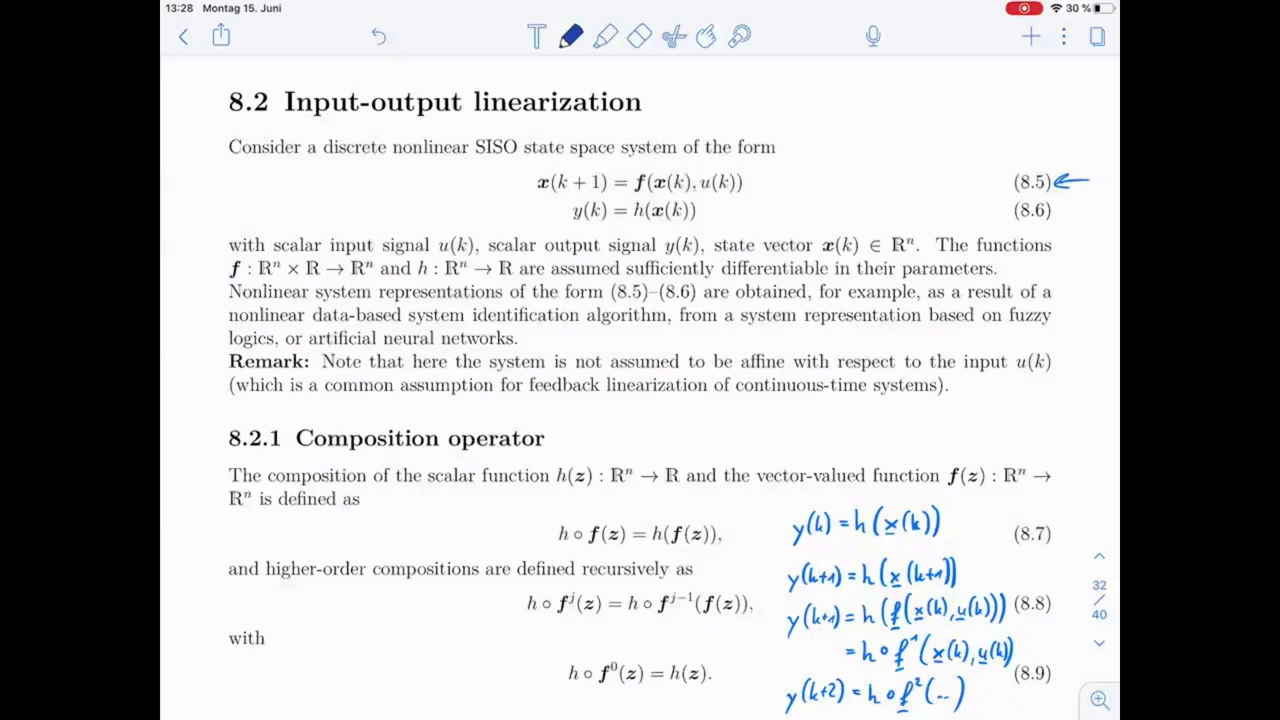 13:28 Montag 15. Juni 30 %
8.2 Input-output linearization
Consider a discrete nonlinear SISO state space system of the form
x(k + 1) = f(x(k), u(k)) (8.5)
y(k) = h(x(k)) (8.6)
with scalar input signal u(k), scalar output signal y(k), state vector x(k) ∈ ℝⁿ. The functions
f : ℝⁿ × ℝ → ℝⁿ and h : ℝⁿ → ℝ are assumed sufficiently differentiable in their parameters.
Nonlinear system representations of the form (8.5)–(8.6) are obtained, for example, as a result of a
nonlinear data-based system identification algorithm, from a system representation based on fuzzy
logics, or artificial neural networks.
Remark: Note that here the system is not assumed to be affine with respect to the input u(k)
(which is a common assumption for feedback linearization of continuous-time systems).
8.2.1 Composition operator
The composition of the scalar function h(z) : ℝⁿ → ℝ and the vector-valued function f(z) : ℝⁿ →
ℝⁿ is defined as
h ∘ f(z) = h(f(z)), (8.7)
y(k) = h(x(k))
and higher-order compositions are defined recursively as
y(k+1) = h(x(k+1))
h ∘ fʲ(z) = h ∘ fʲ⁻¹(f(z)), (8.8)
y(k+1) = h(f(x(k), u(k)))
with
= h ∘ f¹(x(k), u(k))
h ∘ f⁰(z) = h(z). (8.9)
y(k+2) = h ∘ f²(...)
32
/
40